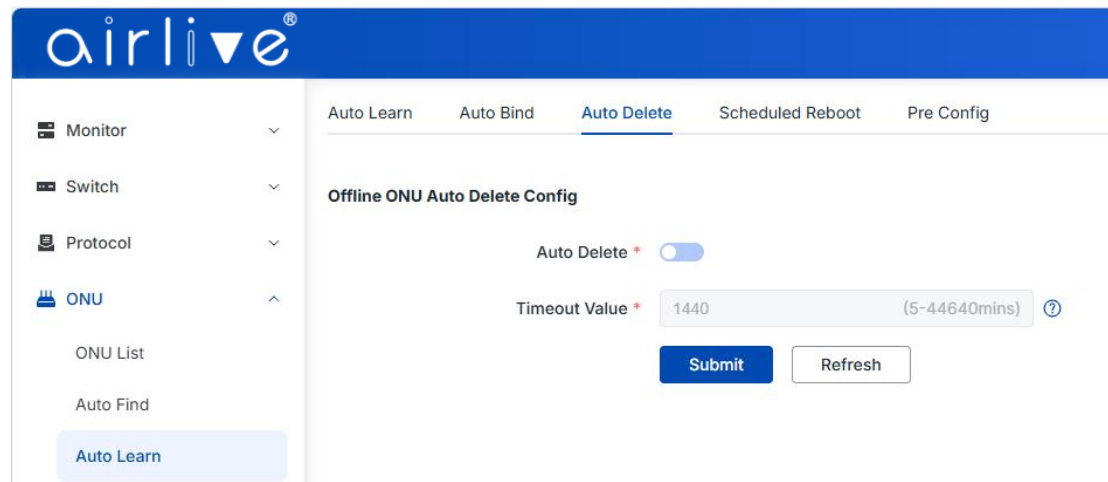 airlive®
Monitor
Switch
Protocol
ONU
ONU List
Auto Find
Auto Learn
Auto Learn Auto Bind Auto Delete Scheduled Reboot Pre Config
Offline ONU Auto Delete Config
Auto Delete *
Timeout Value * 1440 (5-44640mins) ?
Submit Refresh